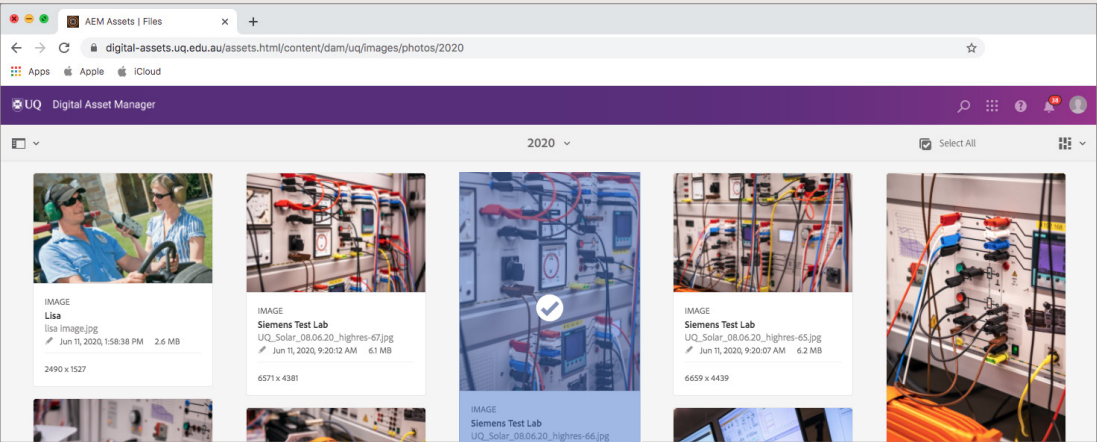 AEM Assets | Files
digital-assets.uq.edu.au/assets.html/content/dam/uq/images/photos/2020
Apps Apple iCloud
UQ Digital Asset Manager
38
2020
Select All
IMAGE
Lisa
lisa image.jpg
Jun 11, 2020, 1:58:38 PM 2.6 MB
2490 x 1527
IMAGE
Siemens Test Lab
UQ_Solar_08.06.20_highres-67.jpg
Jun 11, 2020, 9:20:12 AM 6.1 MB
6571 x 4381
IMAGE
Siemens Test Lab
UQ_Solar_08.06.20_highres-66.jpg
IMAGE
Siemens Test Lab
UQ_Solar_08.06.20_highres-65.jpg
Jun 11, 2020, 9:20:07 AM 6.2 MB
6659 x 4439